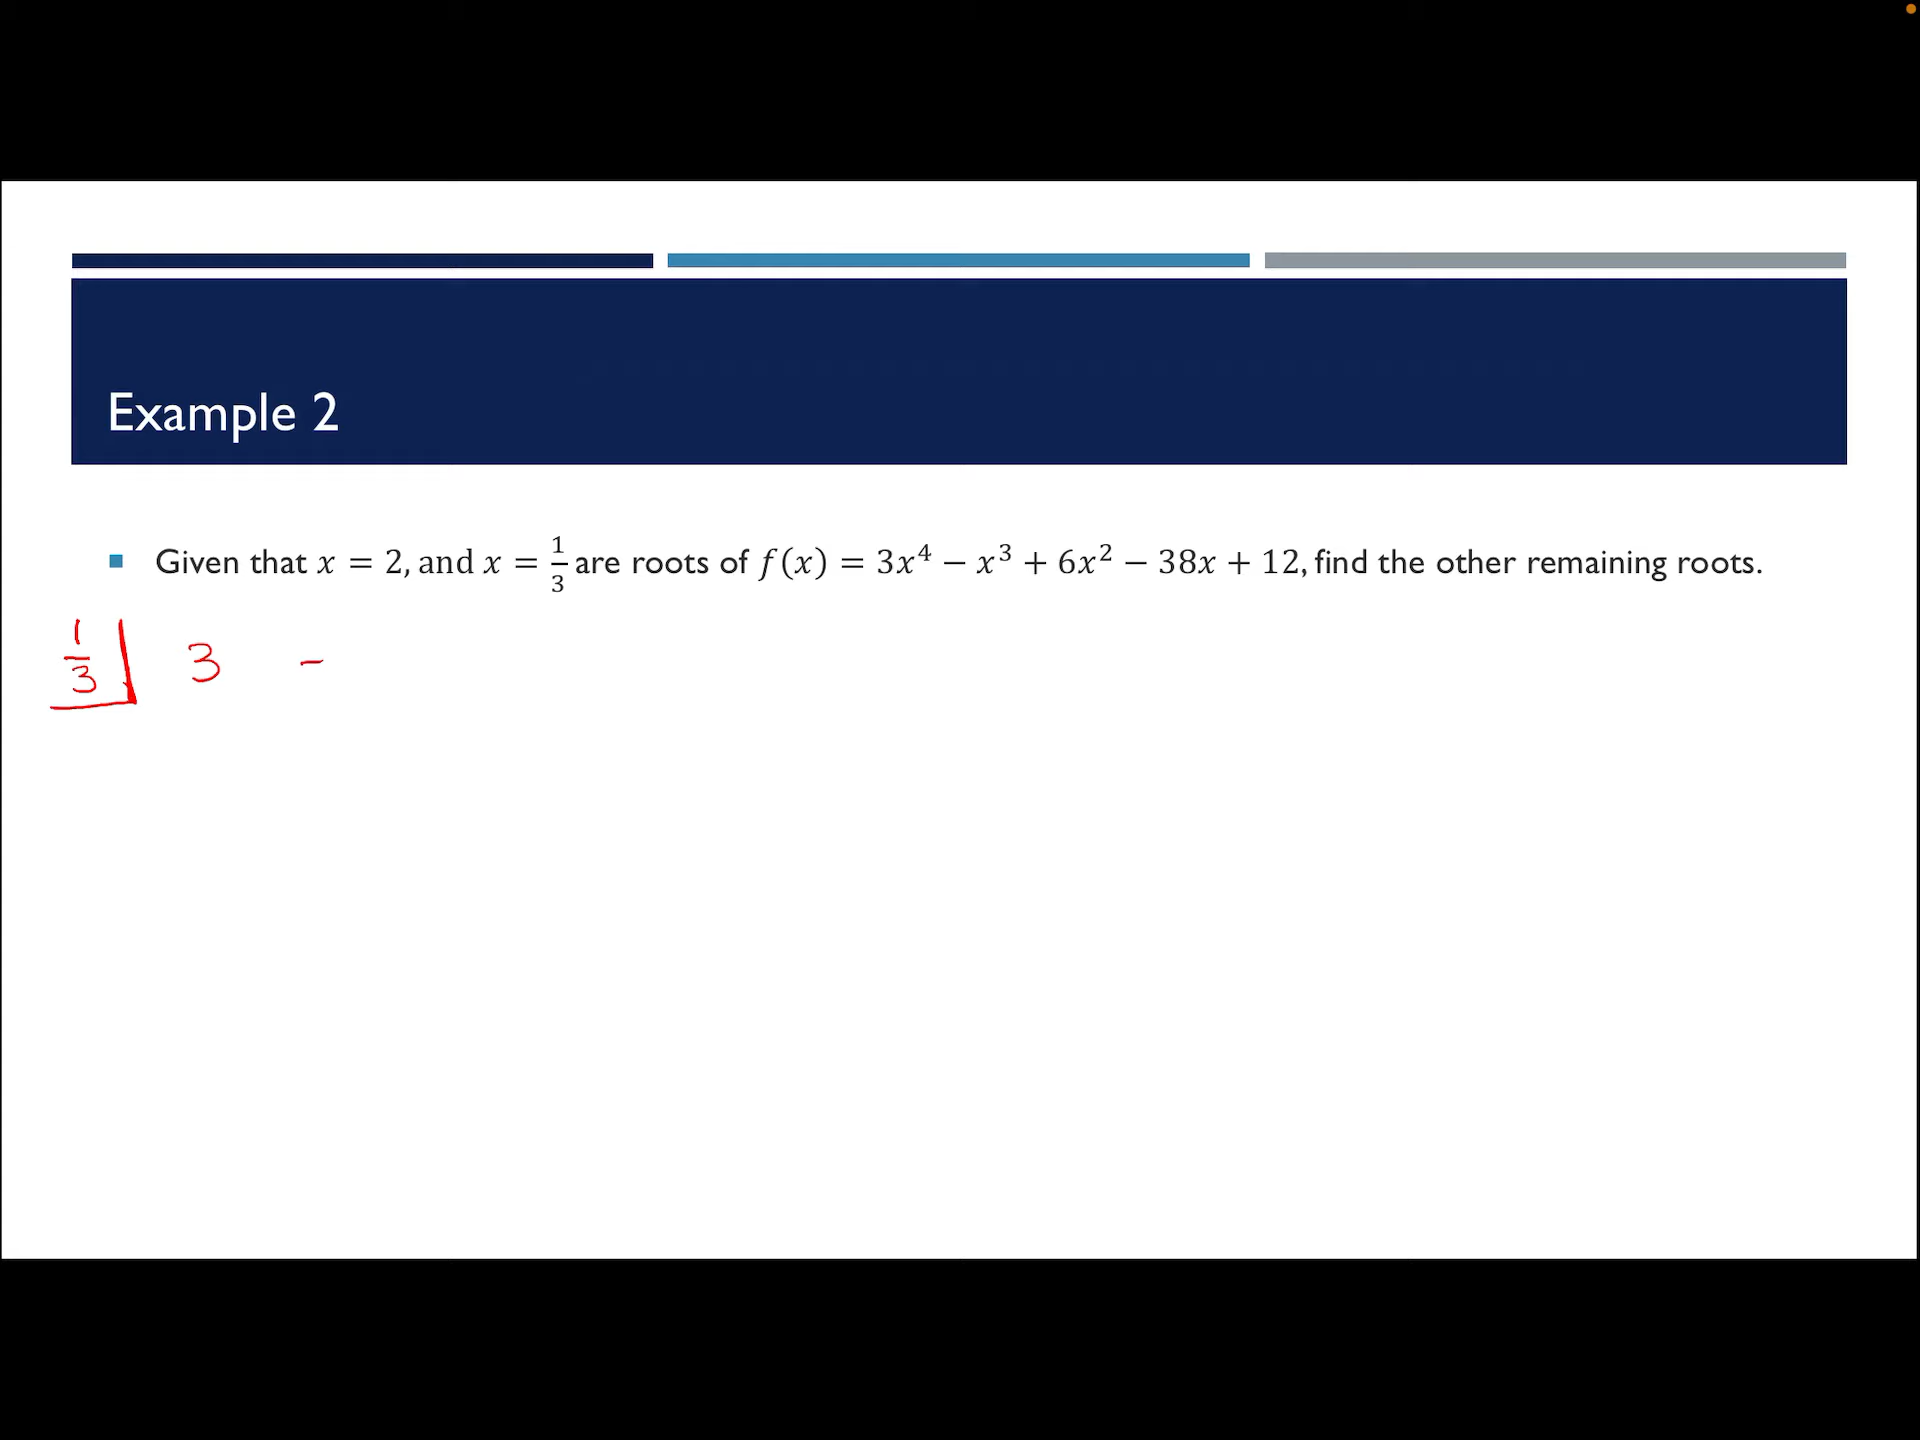 Example 2
Given that x = 2, and x = 1/3 are roots of f(x) = 3x⁴ − x³ + 6x² − 38x + 12, find the other remaining roots.
1/3 | 3 -